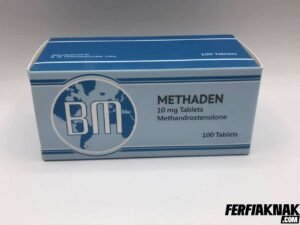 100 Tablets
BM
METHADEN
10 mg Tablets
Methandrostenolone
100 Tablets
FERFIAKNAK
.COM